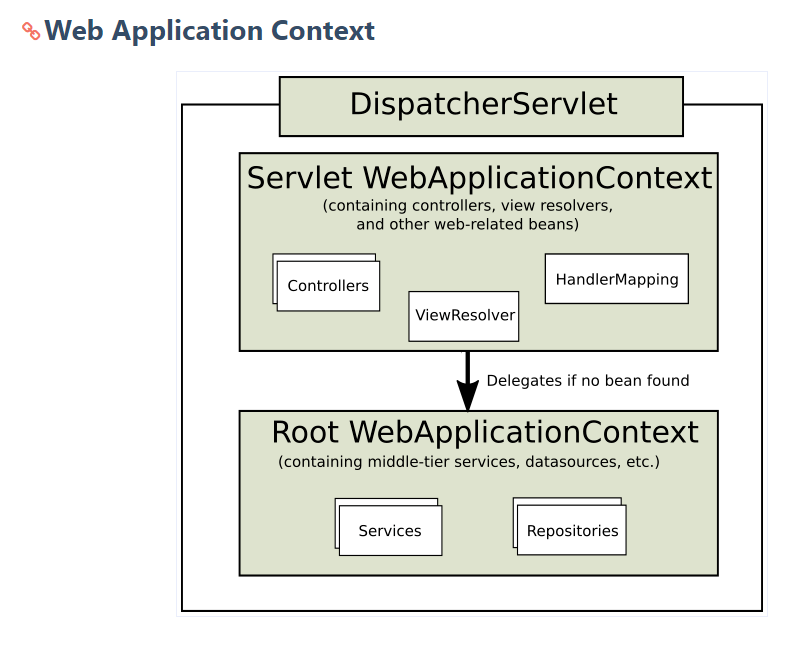 Web Application Context
DispatcherServlet
Servlet WebApplicationContext
(containing controllers, view resolvers,
and other web-related beans)
Controllers
HandlerMapping
ViewResolver
Delegates if no bean found
Root WebApplicationContext
(containing middle-tier services, datasources, etc.)
Services
Repositories